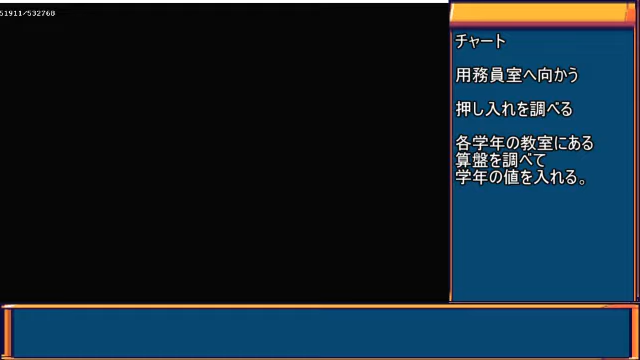 51911/532768
チャート
用務員室へ向かう
押し入れを調べる
各学年の教室にある
算盤を調べて
学年の値を入れる。